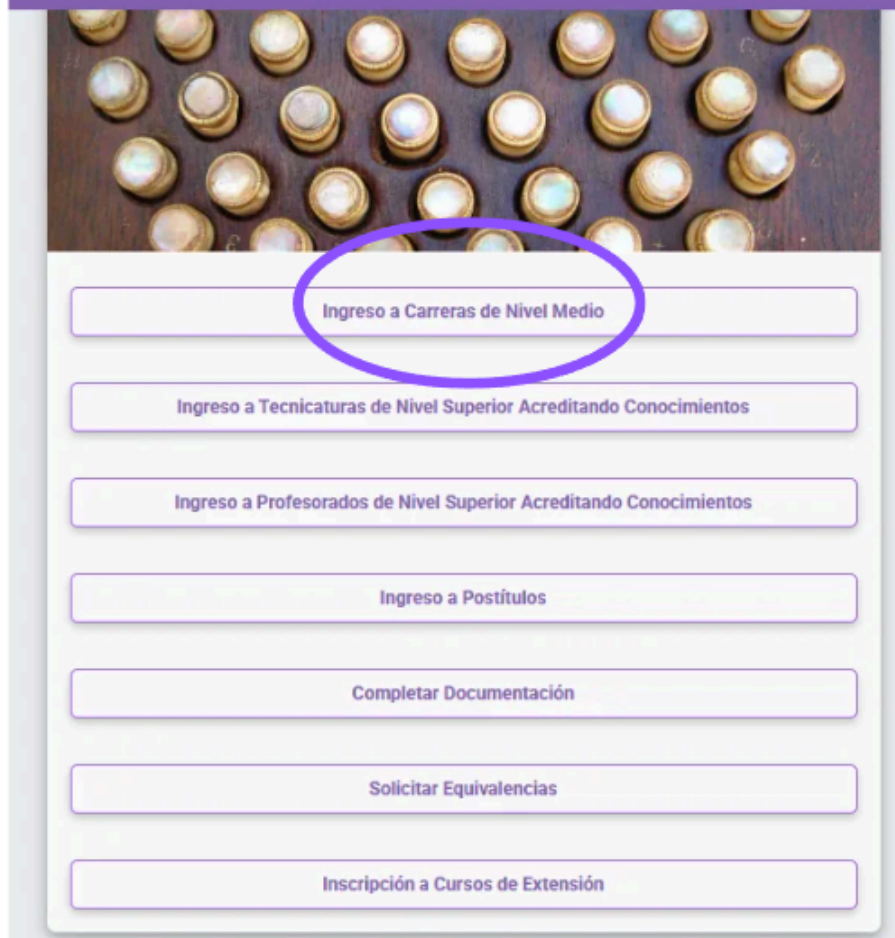 Ingreso a Carreras de Nivel Medio
Ingreso a Tecnicaturas de Nivel Superior Acreditando Conocimientos
Ingreso a Profesorados de Nivel Superior Acreditando Conocimientos
Ingreso a Postítulos
Completar Documentación
Solicitar Equivalencias
Inscripción a Cursos de Extensión